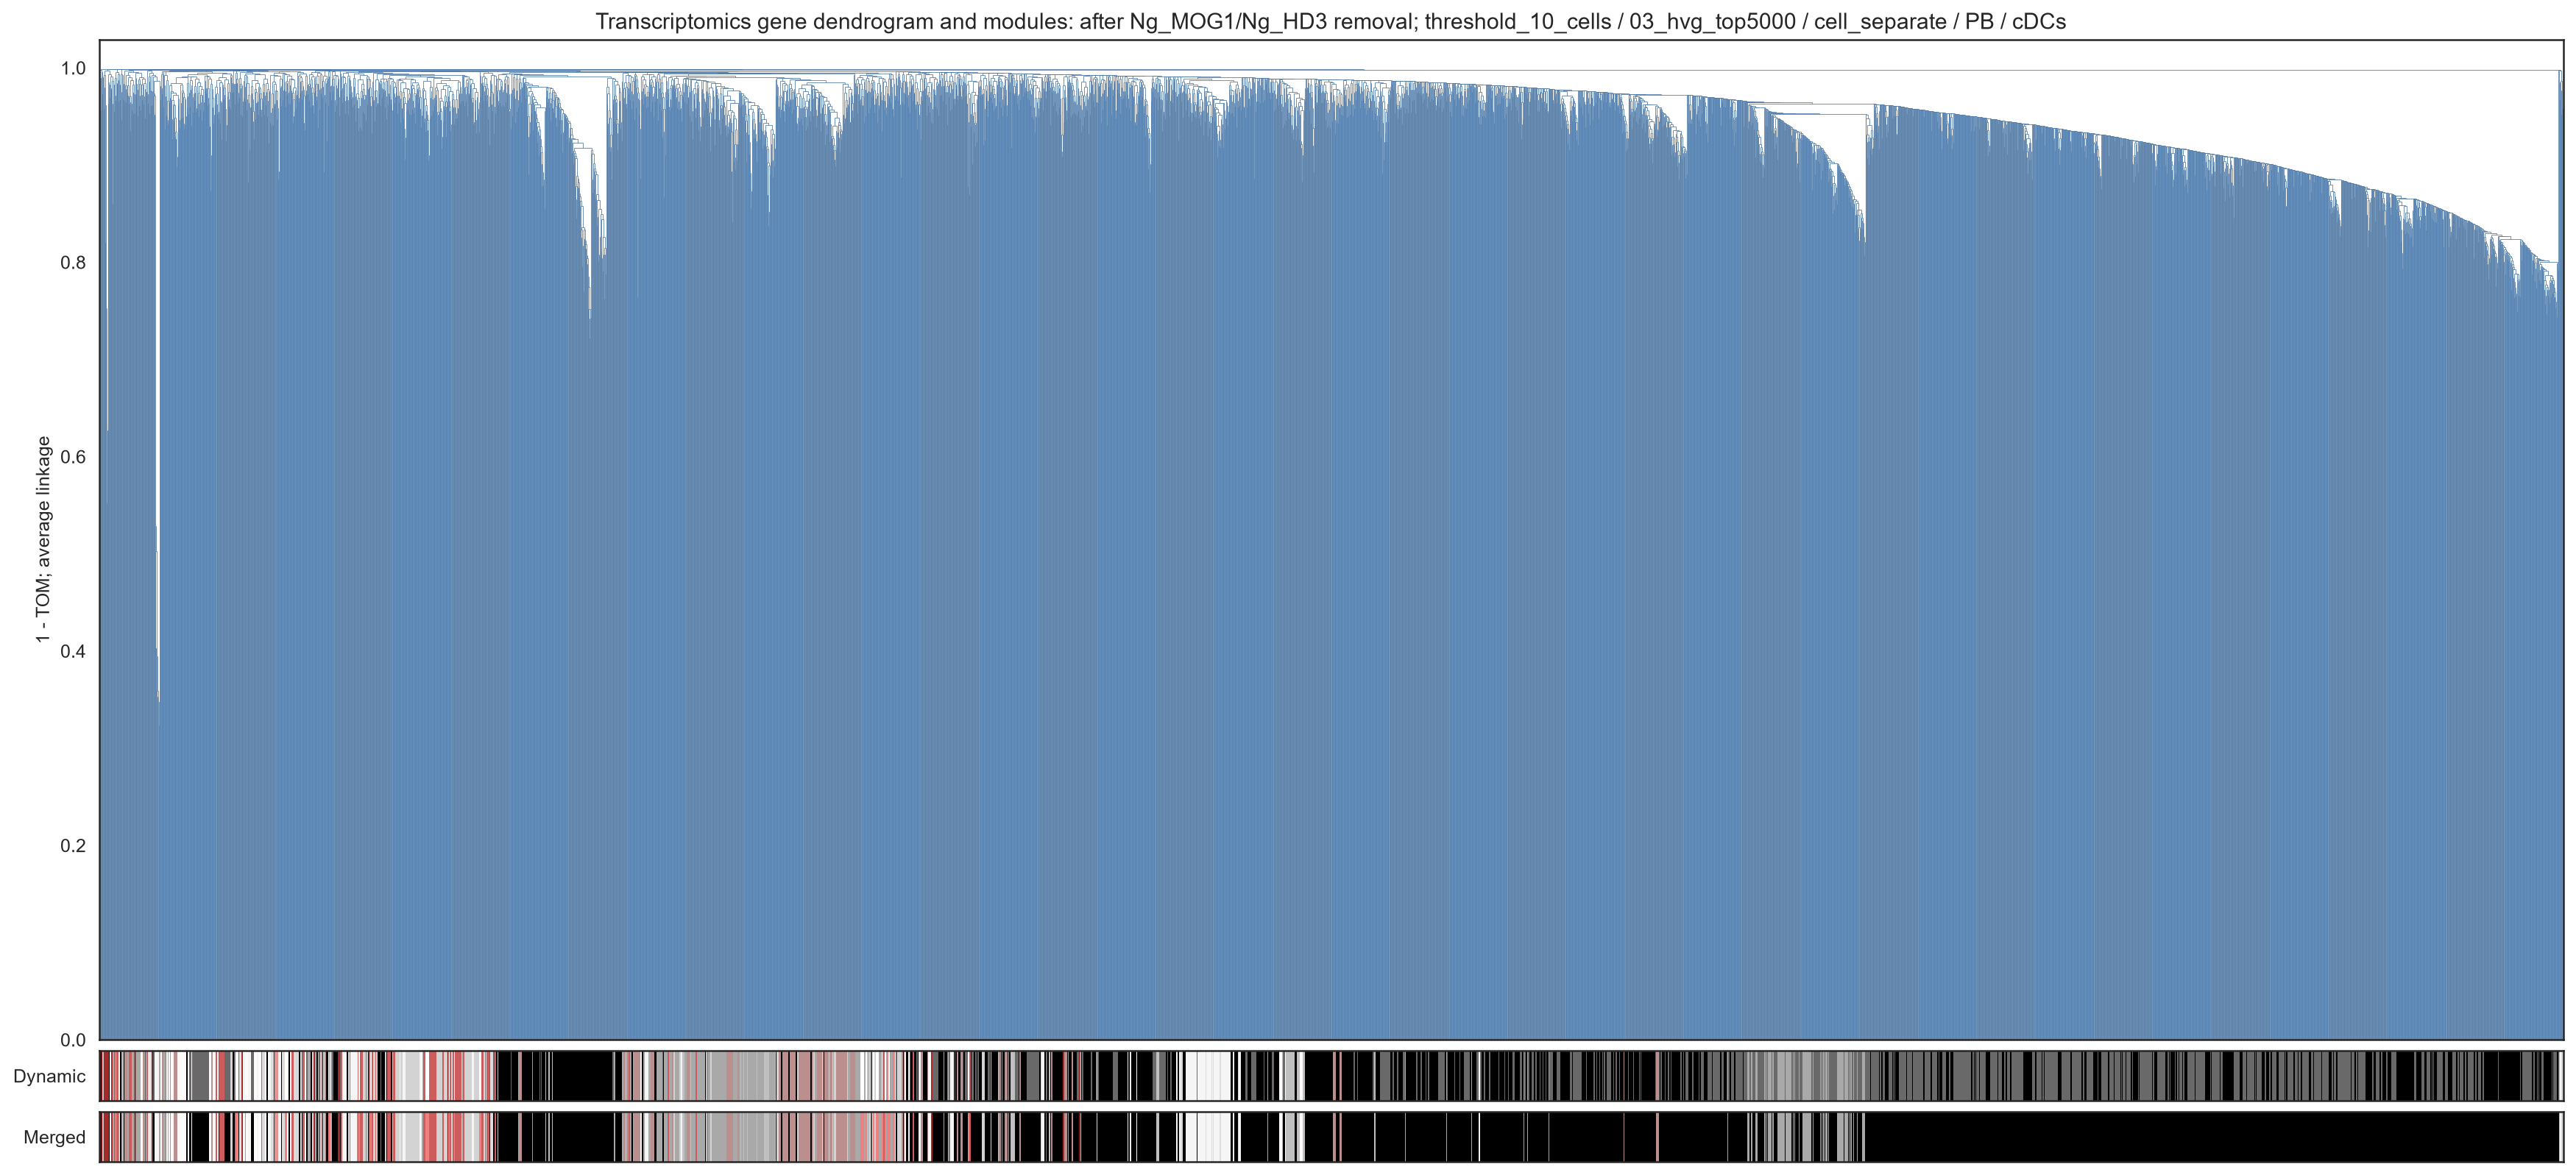 Transcriptomics gene dendrogram and modules: after Ng_MOG1/Ng_HD3 removal; threshold_10_cells / 03_hvg_top5000 / cell_separate / PB / cDCs
1.0
0.8
0.6
0.4
0.2
0.0
1 - TOM; average linkage
Dynamic
Merged